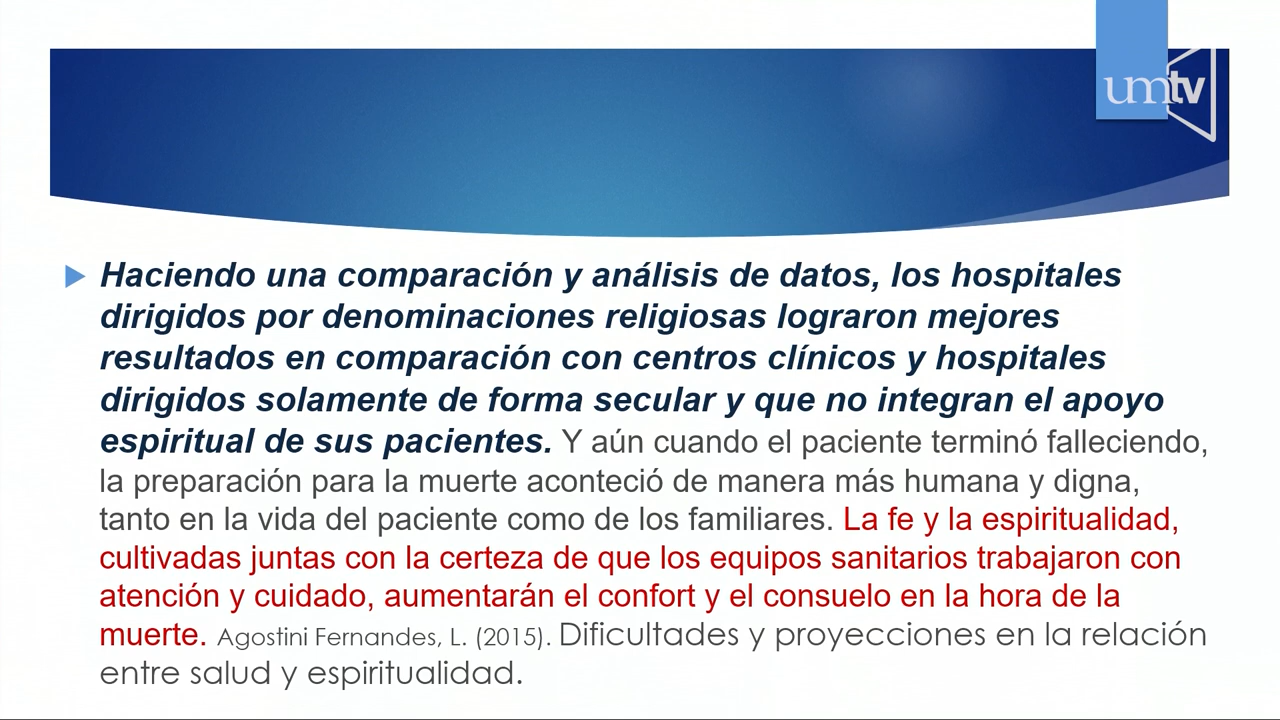 umtv
Haciendo una comparación y análisis de datos, los hospitales
dirigidos por denominaciones religiosas lograron mejores
resultados en comparación con centros clínicos y hospitales
dirigidos solamente de forma secular y que no integran el apoyo
espiritual de sus pacientes. Y aún cuando el paciente terminó falleciendo,
la preparación para la muerte aconteció de manera más humana y digna,
tanto en la vida del paciente como de los familiares. La fe y la espiritualidad,
cultivadas juntas con la certeza de que los equipos sanitarios trabajaron con
atención y cuidado, aumentarán el confort y el consuelo en la hora de la
muerte. Agostini Fernandes, L. (2015). Dificultades y proyecciones en la relación
entre salud y espiritualidad.